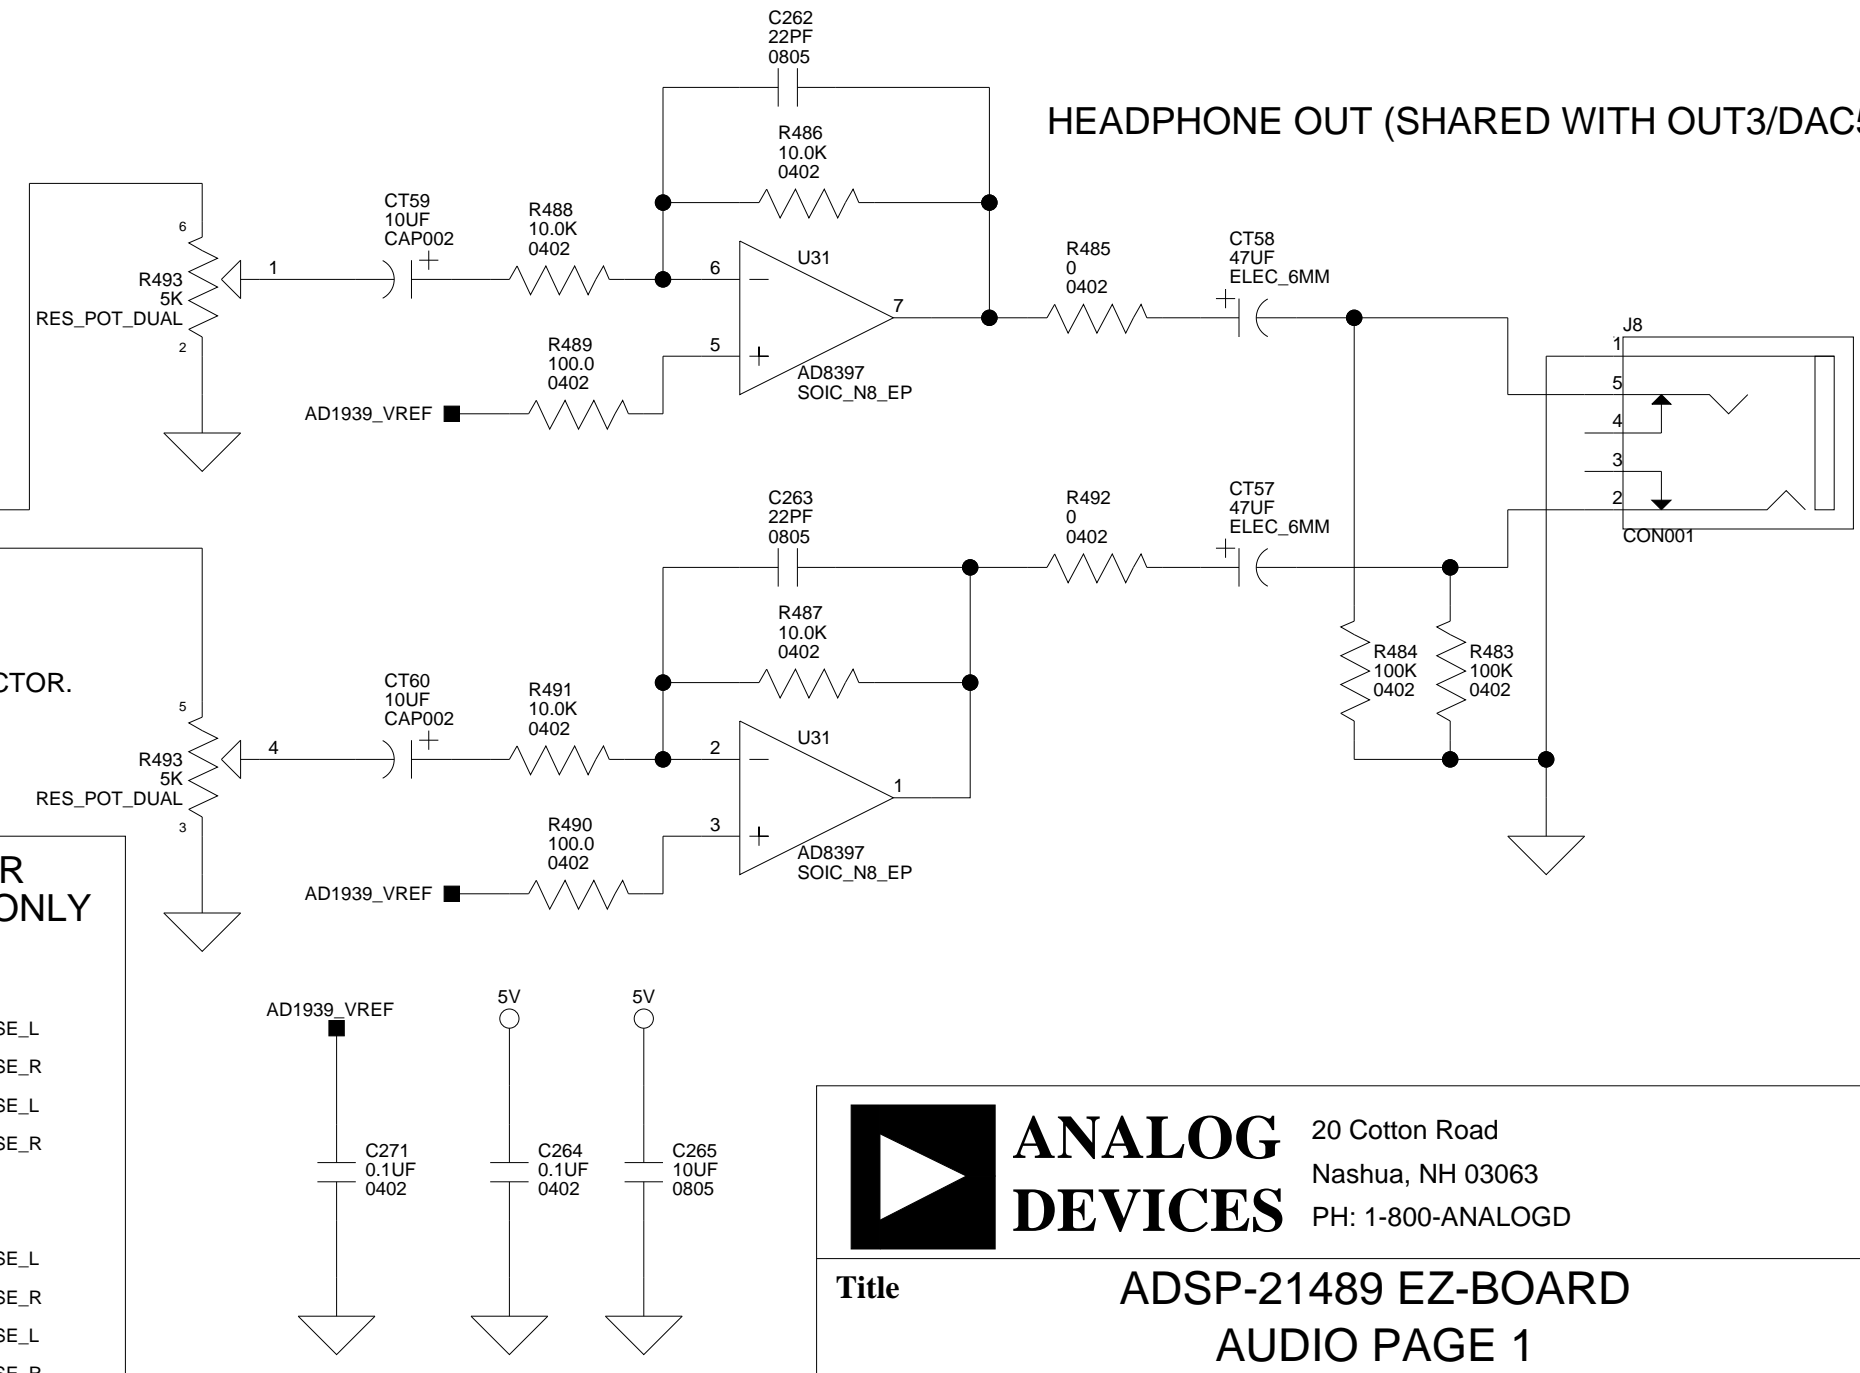 C262
22PF
0805
HEADPHONE OUT (SHARED WITH OUT3/DAC5
R486
10.0K
0402
CT59
10UF
CAP002
+
R488
10.0K
0402
6
R493
5K
RES_POT_DUAL
2
1
6
U31
7
5
AD8397
SOIC_N8_EP
R489
100.0
0402
AD1939_VREF
R485
0
0402
CT58
47UF
ELEC_6MM
+
J8
1
5
4
3
2
CON001
C263
22PF
0805
R487
10.0K
0402
R492
0
0402
CT57
47UF
ELEC_6MM
+
R484
100K
0402
R483
100K
0402
CTOR.
CT60
10UF
CAP002
+
R491
10.0K
0402
5
R493
5K
RES_POT_DUAL
3
4
2
U31
1
3
AD8397
SOIC_N8_EP
R490
100.0
0402
AD1939_VREF
R
ONLY
SE_L
SE_R
SE_L
SE_R
SE_L
SE_R
SE_L
SE_R
AD1939_VREF
5V
5V
C271
0.1UF
0402
C264
0.1UF
0402
C265
10UF
0805
ANALOG
DEVICES
20 Cotton Road
Nashua, NH 03063
PH: 1-800-ANALOGD
Title
ADSP-21489 EZ-BOARD
AUDIO PAGE 1